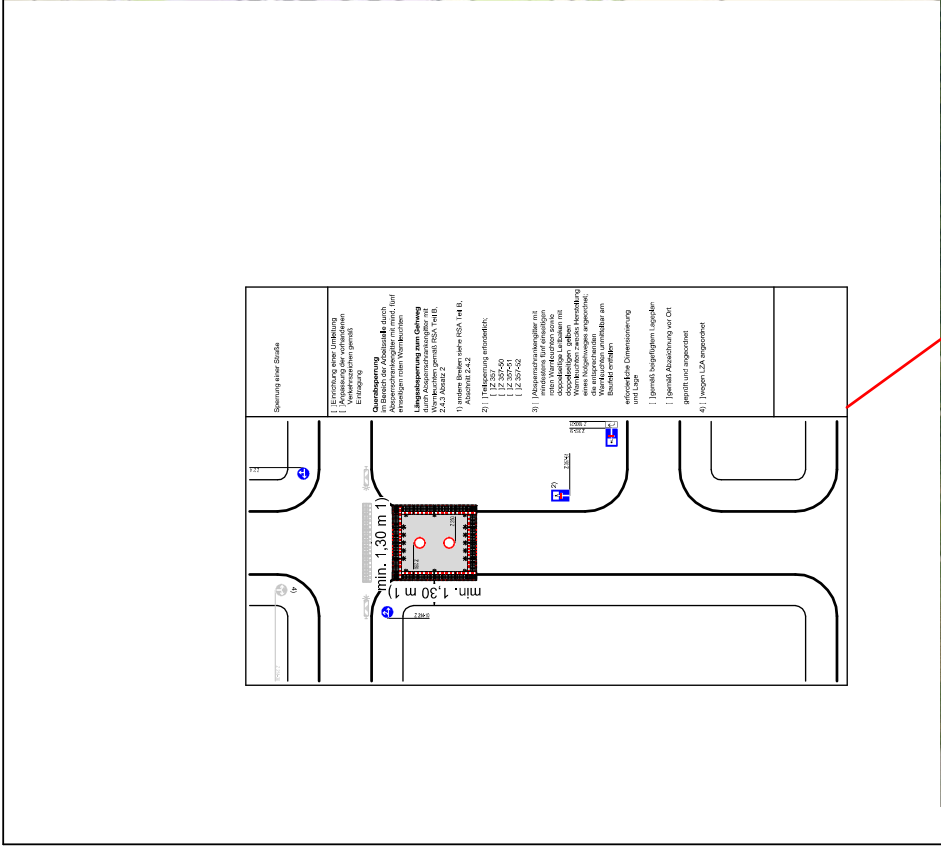 Sperrung einer Straße
[ ] Einrichtung einer Umleitung
[ ] Anpassung der vorhandenen
Verkehrszeichen gemäß
Eintragung
Querabsperrung
im Bereich der Arbeitsstelle durch
Absperrschrankengitter mit mind. fünf
einseitigen roten Warnleuchten
Längsabsperrung zum Gehweg
durch Absperrschrankengitter mit
Warnleuchten gemäß RSA Teil B,
2.4.3 Absatz 2
1) andere Breiten siehe RSA Teil B,
Abschnitt 2.4.2
2) [ ] Teilsperrung erforderlich;
[ ] Z 357
[ ] Z 357-50
[ ] Z 357-51
[ ] Z 357-52
3) [ ] Absperrschrankengitter mit
mindestens fünf einseitigen
roten Warnleuchten sowie
doppelseitige Leitbaken mit
doppelseitigen gelben
Warnleuchten zwecks Herstellung
eines Notgehweges angeordnet;
die entsprechenden
Warnleuchten unmittelbar am
Baufeld entfallen
erforderliche Dimensionierung
und Lage
[ ] gemäß beigefügtem Lageplan
[ ] gemäß Abzeichnung vor Ort
geprüft und angeordnet
4) [ ] wegen LZA angeordnet
4)
min. 1,30 m 1)
min. 1,30 m 1)
2)